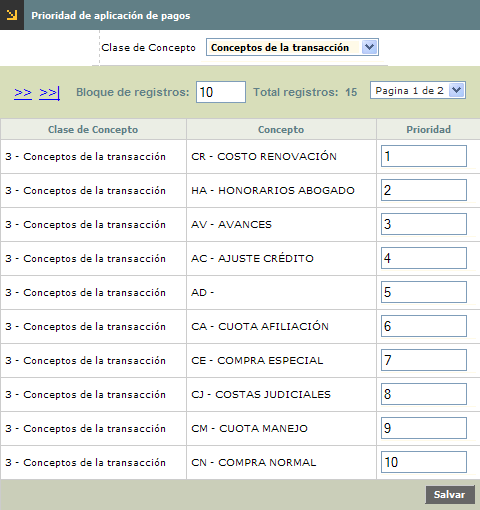 Prioridad de aplicación de pagos
Clase de Concepto Conceptos de la transacción
>> >>| Bloque de registros: 10 Total registros: 15 Pagina 1 de 2
Clase de Concepto Concepto Prioridad
3 - Conceptos de la transacción CR - COSTO RENOVACIÓN 1
3 - Conceptos de la transacción HA - HONORARIOS ABOGADO 2
3 - Conceptos de la transacción AV - AVANCES 3
3 - Conceptos de la transacción AC - AJUSTE CRÉDITO 4
3 - Conceptos de la transacción AD - 5
3 - Conceptos de la transacción CA - CUOTA AFILIACIÓN 6
3 - Conceptos de la transacción CE - COMPRA ESPECIAL 7
3 - Conceptos de la transacción CJ - COSTAS JUDICIALES 8
3 - Conceptos de la transacción CM - CUOTA MANEJO 9
3 - Conceptos de la transacción CN - COMPRA NORMAL 10
Salvar